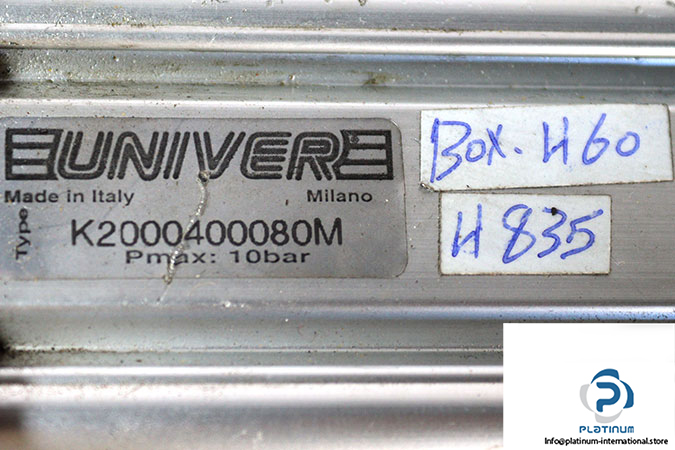 UNIVER
Made in Italy Milano
Type K2000400080M
Pmax: 10bar
Box. H60
H835
PLATINUM
Info@platinum-international.store